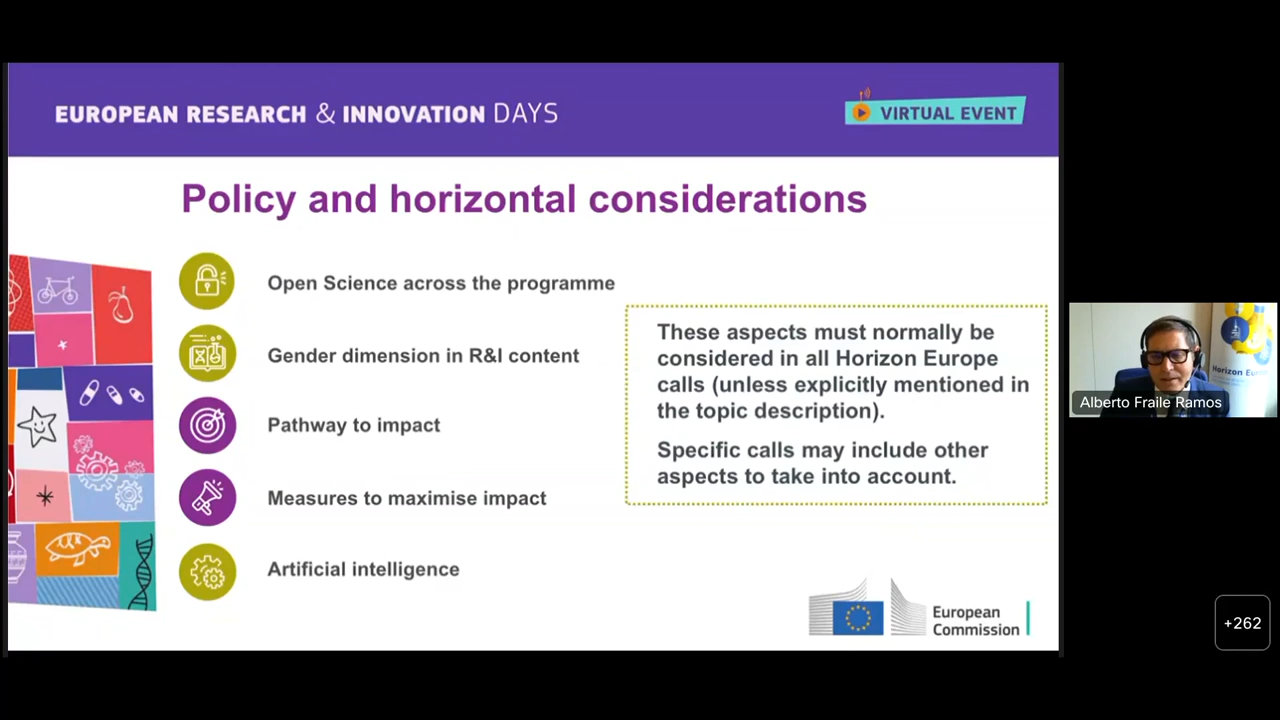 EUROPEAN RESEARCH & INNOVATION DAYS
VIRTUAL EVENT
Policy and horizontal considerations
Open Science across the programme
Gender dimension in R&I content
Pathway to impact
Measures to maximise impact
Artificial intelligence
These aspects must normally be
considered in all Horizon Europe
calls (unless explicitly mentioned in
the topic description).
Specific calls may include other
aspects to take into account.
European
Commission
Horizon Euro
Alberto Fraile Ramos
+262